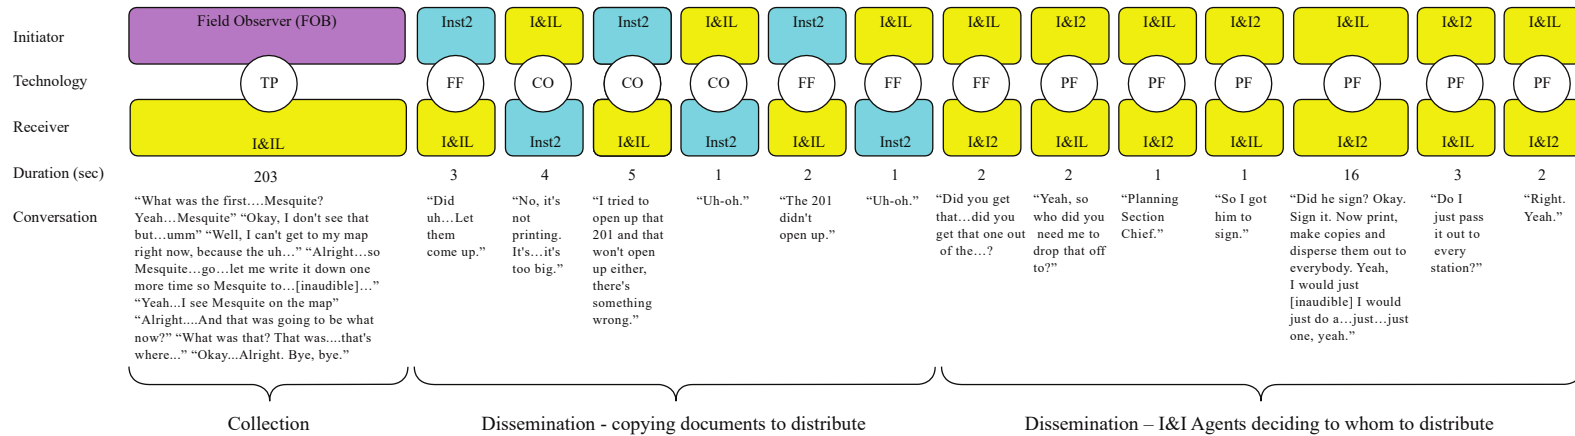 Initiator
Field Observer (FOB) Inst2 I&IL Inst2 I&IL Inst2 I&IL I&IL I&I2 I&IL I&I2 I&IL I&I2 I&IL
Technology
TP FF CO CO CO FF FF FF PF PF PF PF PF PF
Receiver
I&IL I&IL Inst2 I&IL Inst2 I&IL Inst2 I&I2 I&IL I&I2 I&IL I&I2 I&IL I&I2
Duration (sec)
203 3 4 5 1 2 1 2 2 1 1 16 3 2
Conversation
“What was the first....Mesquite?
Yeah…Mesquite” “Okay, I don't see that
but…umm” “Well, I can't get to my map
right now, because the uh…” “Alright…so
Mesquite…go…let me write it down one
more time so Mesquite to…[inaudible]…”
“Yeah...I see Mesquite on the map”
“Alright....And that was going to be what
now?” “What was that? That was....that's
where...” “Okay...Alright. Bye, bye.”
“Did
uh…Let
them
come up.”
“No, it's
not
printing.
It's…it's
too big.”
“I tried to
open up that
201 and that
won't open
up either,
there's
something
wrong.”
“Uh-oh.”
“The 201
didn't
open up.”
“Uh-oh.”
“Did you get
that…did you
get that one out
of the…?
“Yeah, so
who did you
need me to
drop that off
to?”
“Planning
Section
Chief.”
“So I got
him to
sign.”
“Did he sign? Okay.
Sign it. Now print,
make copies and
disperse them out to
everybody. Yeah,
I would just
[inaudible] I would
just do a…just…just
one, yeah.”
“Do I
just pass
it out to
every
station?”
“Right.
Yeah.”
Collection
Dissemination - copying documents to distribute
Dissemination – I&I Agents deciding to whom to distribute